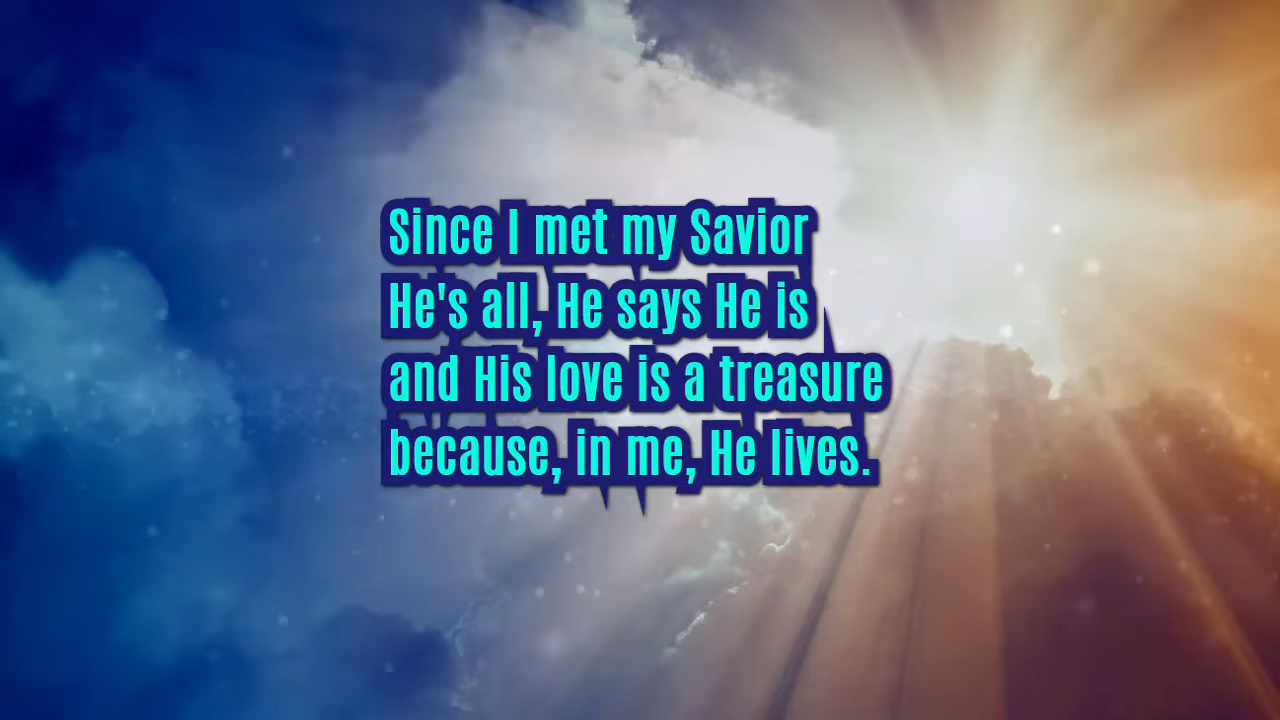 Since I met my Savior
He's all, He says He is
and His love is a treasure
because, in me, He lives.